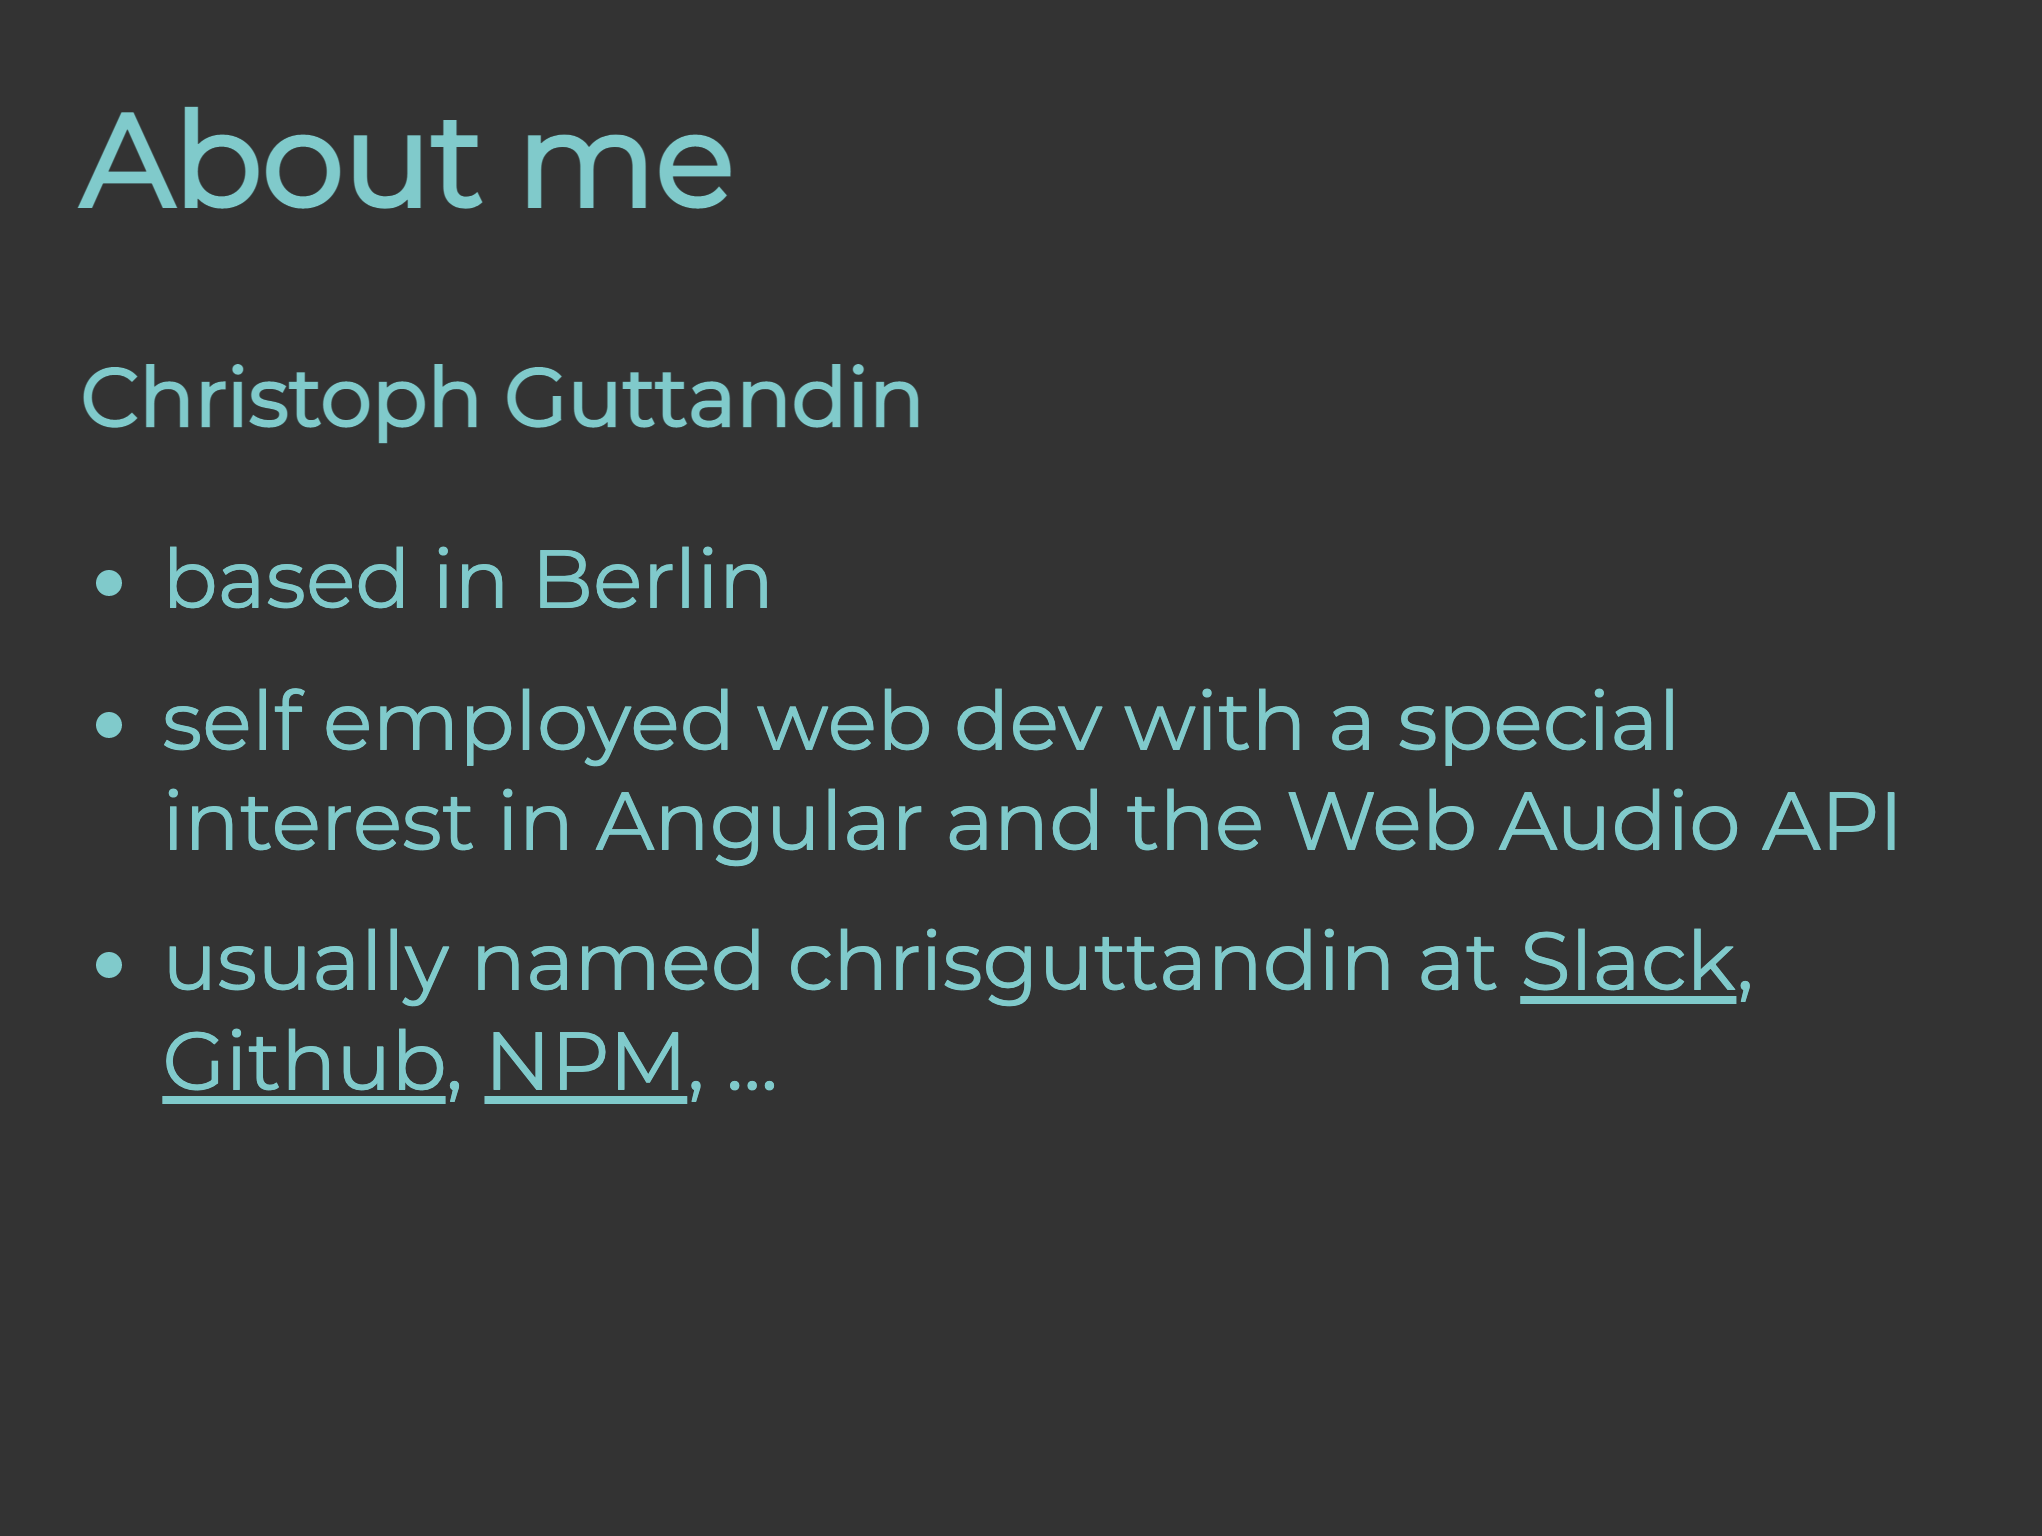 About me
Christoph Guttandin
• based in Berlin
• self employed web dev with a special
interest in Angular and the Web Audio API
• usually named chrisguttandin at Slack,
Github, NPM, ...